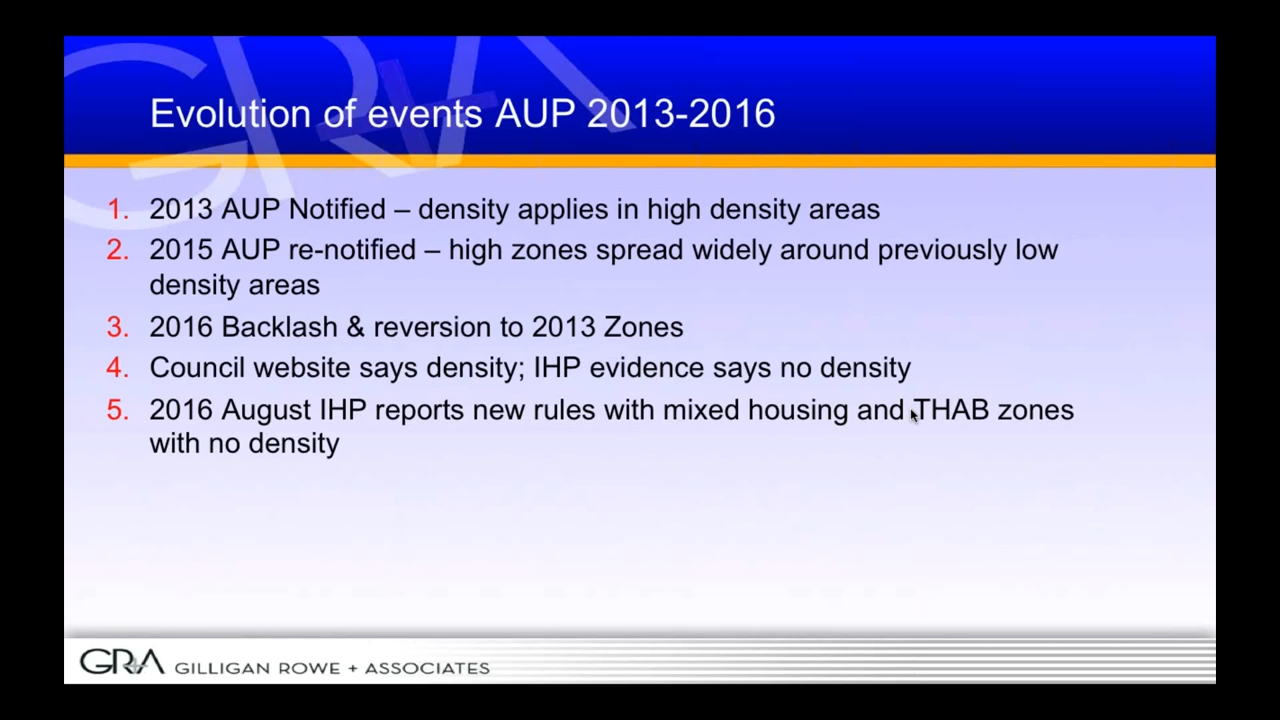 Evolution of events AUP 2013-2016
1. 2013 AUP Notified – density applies in high density areas
2. 2015 AUP re-notified – high zones spread widely around previously low
density areas
3. 2016 Backlash & reversion to 2013 Zones
4. Council website says density; IHP evidence says no density
5. 2016 August IHP reports new rules with mixed housing and THAB zones
with no density
GRA GILLIGAN ROWE + ASSOCIATES